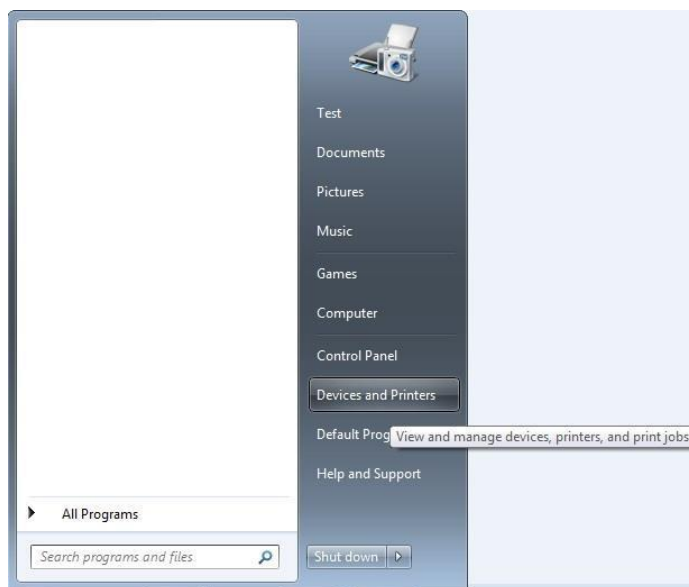 Test
Documents
Pictures
Music
Games
Computer
Control Panel
Devices and Printers
Default Prog
View and manage devices, printers, and print jobs
Help and Support
All Programs
Search programs and files
Shut down